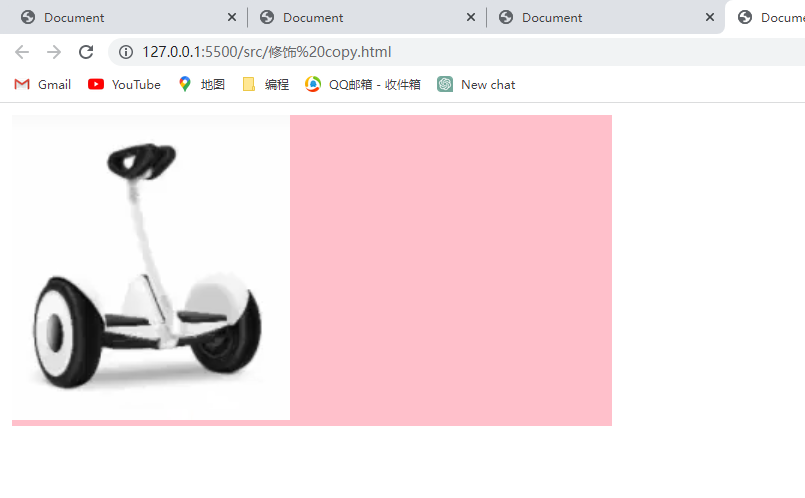 Document
Document
Document
Docume
127.0.0.1:5500/src/修饰%20copy.html
Gmail
YouTube
地图
编程
QQ邮箱 - 收件箱
New chat